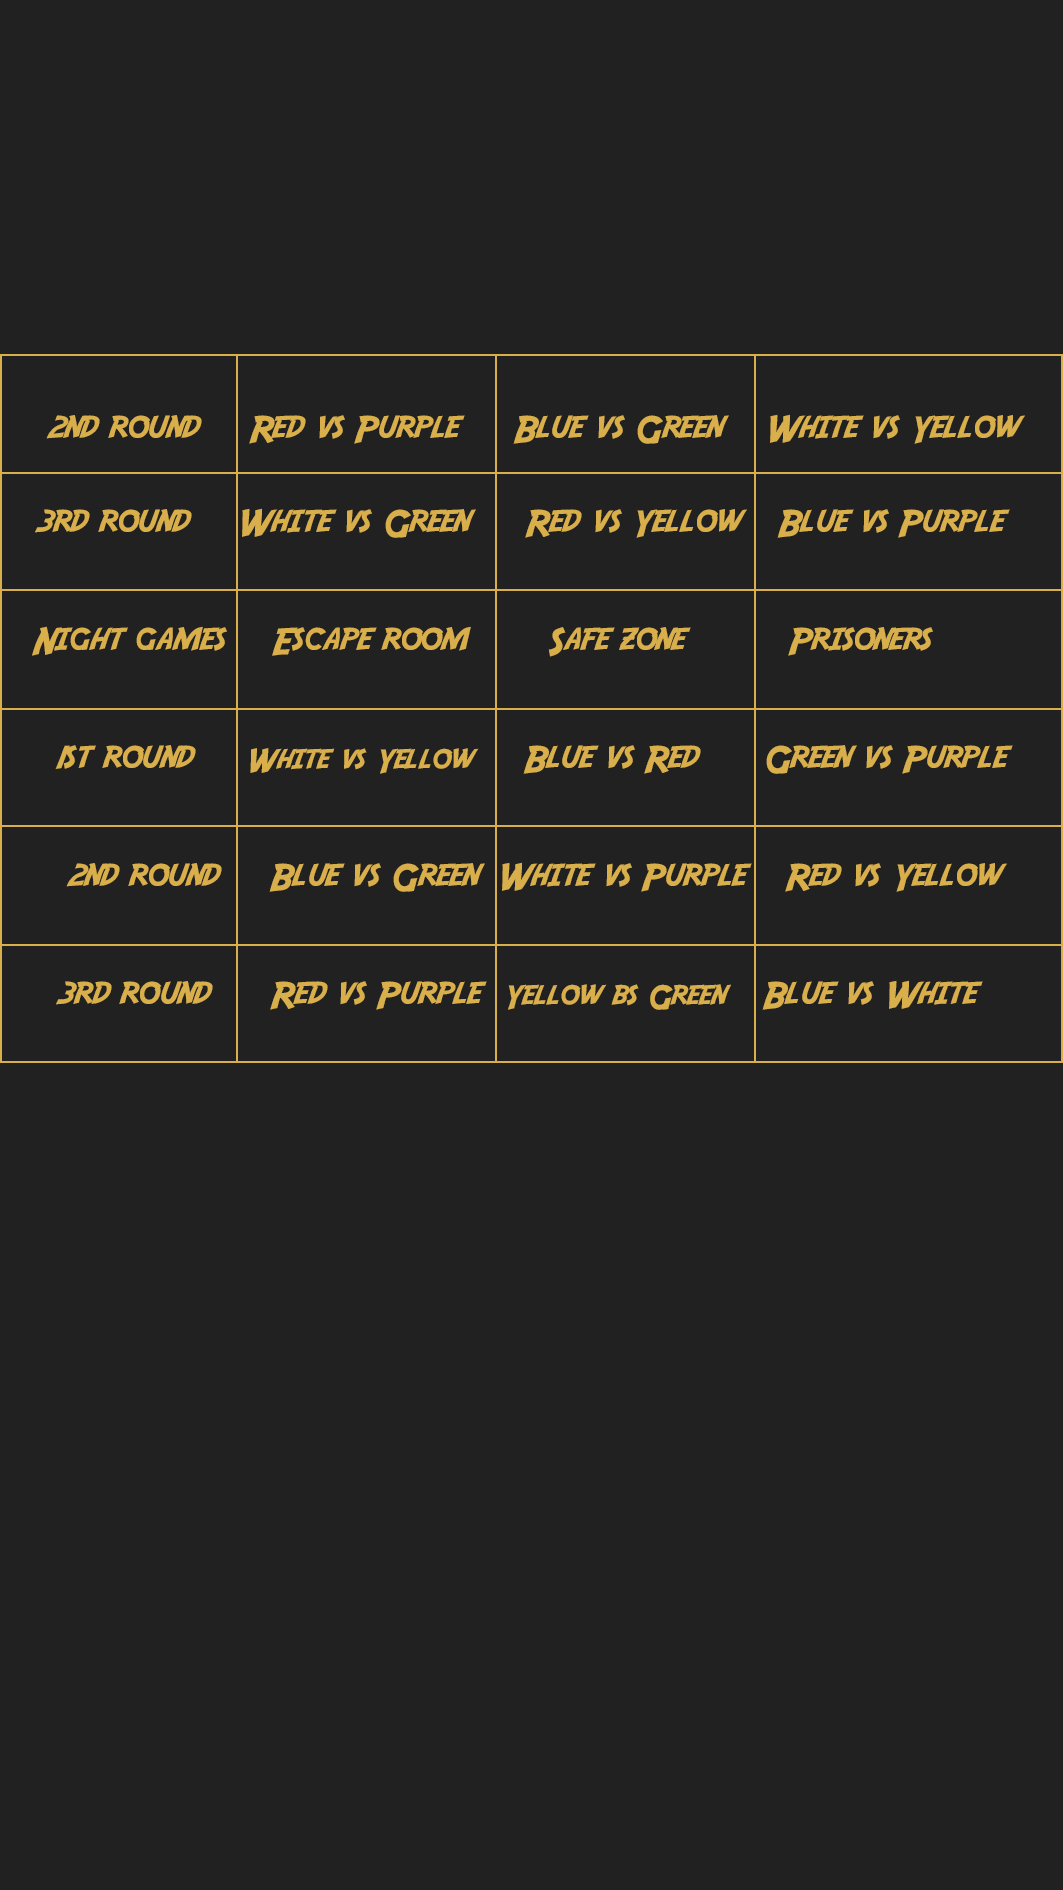 2nd round Red vs Purple Blue vs Green White vs Yellow
3rd round White vs Green Red vs Yellow Blue vs Purple
Night games Escape room Safe zone Prisoners
1st round White vs Yellow Blue vs Red Green vs Purple
2nd round Blue vs Green White vs Purple Red vs Yellow
3rd round Red vs Purple Yellow bs Green Blue vs White